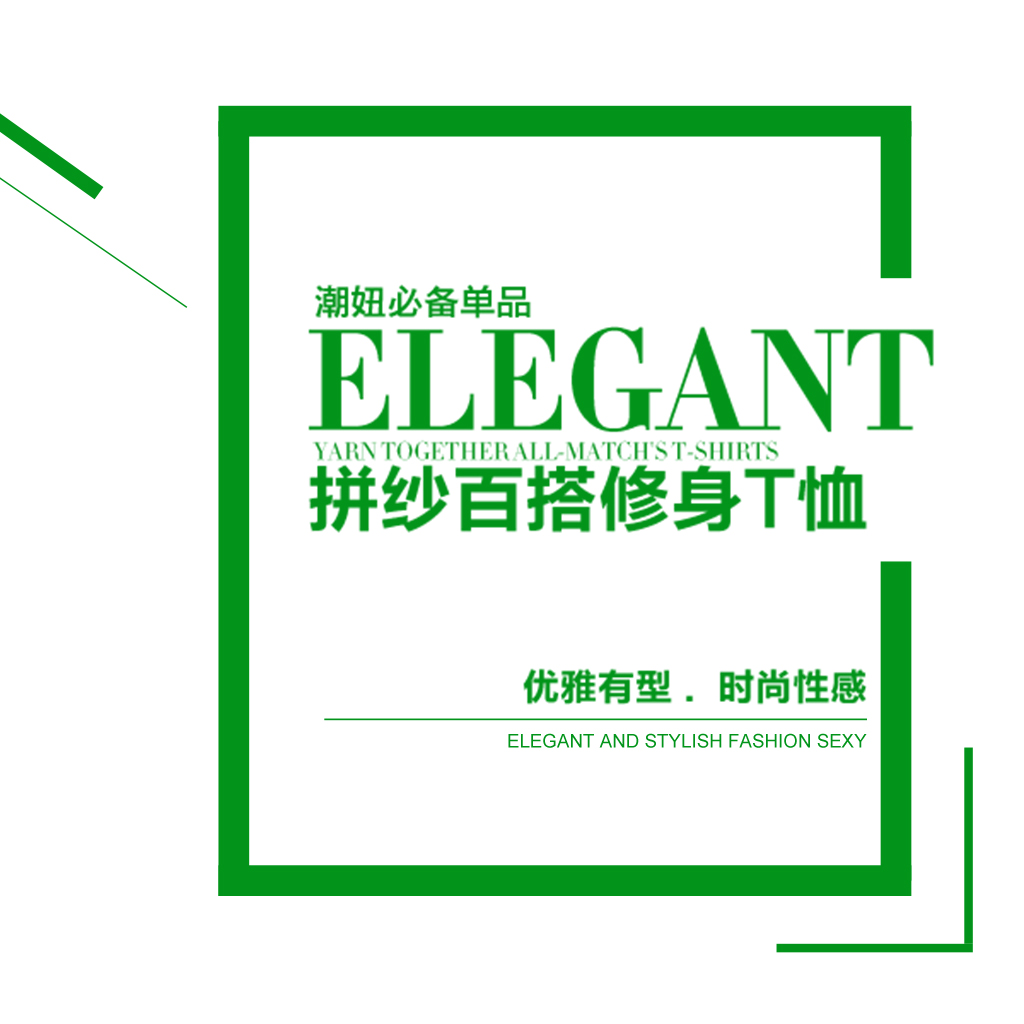 潮妞必备单品
ELEGANT
YARN TOGETHER ALL-MATCH'S T-SHIRTS
拼纱百搭修身T恤
优雅有型 . 时尚性感
ELEGANT AND STYLISH FASHION SEXY